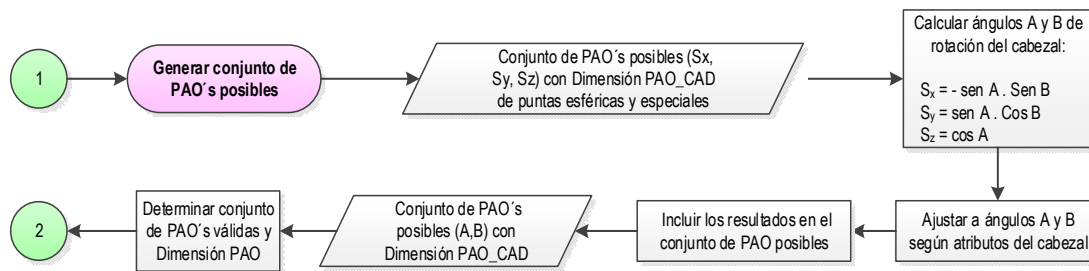 1
Generar conjunto de
PAO´s posibles
Conjunto de PAO´s posibles (Sx,
Sy, Sz) con Dimensión PAO_CAD
de puntas esféricas y especiales
Calcular ángulos A y B de
rotación del cabezal:
Sx = - sen A . Sen B
Sy = sen A . Cos B
Sz = cos A
Ajustar a ángulos A y B
según atributos del cabezal
Incluir los resultados en el
conjunto de PAO posibles
Conjunto de PAO´s
posibles (A,B) con
Dimensión PAO_CAD
Determinar conjunto
de PAO´s válidas y
Dimensión PAO
2